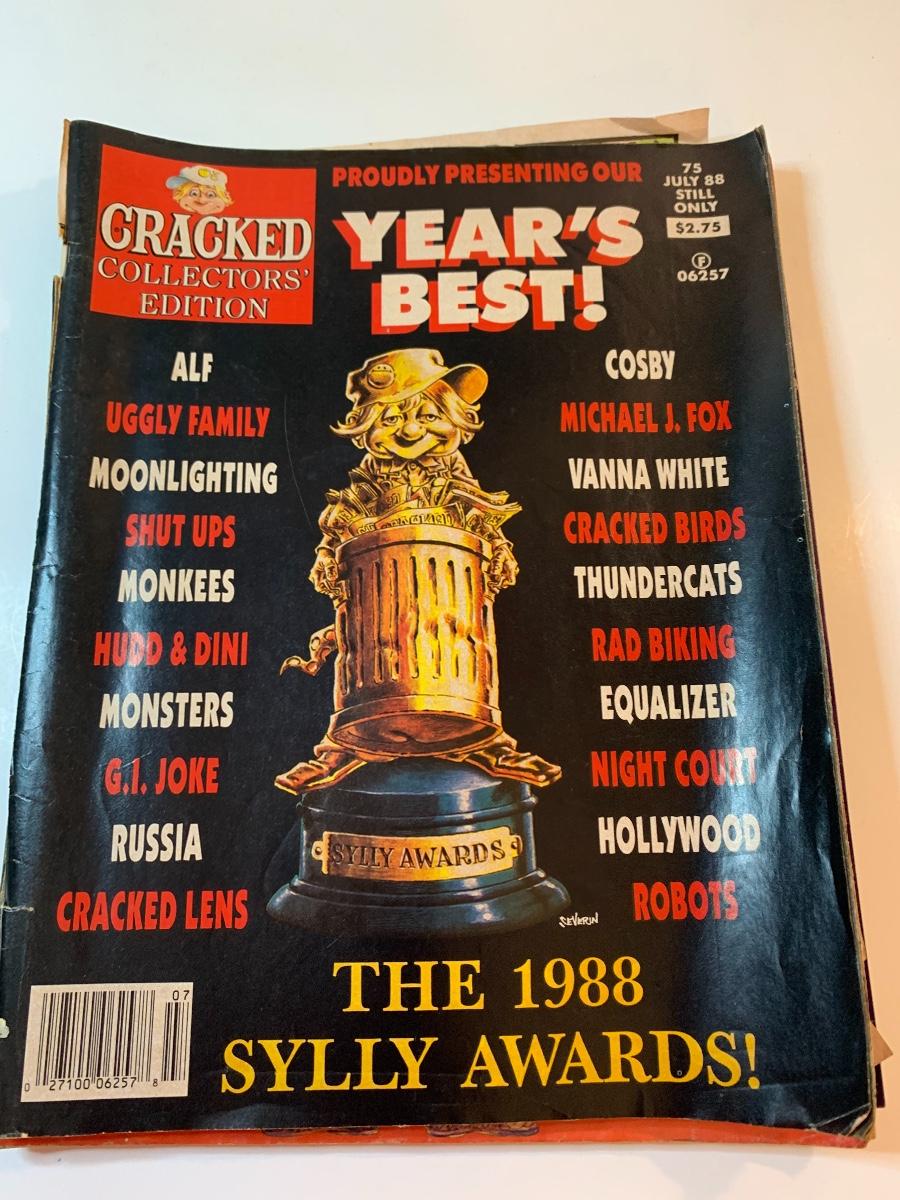 CRACKED
COLLECTORS'
EDITION
PROUDLY PRESENTING OUR
YEAR'S
BEST!
75
JULY 88
STILL
ONLY
$2.75
F
06257
ALF
UGGLY FAMILY
MOONLIGHTING
SHUT UPS
MONKEES
HUDD & DINI
MONSTERS
G.I. JOKE
RUSSIA
CRACKED LENS
COSBY
MICHAEL J. FOX
VANNA WHITE
CRACKED BIRDS
THUNDERCATS
RAD BIKING
EQUALIZER
NIGHT COURT
HOLLYWOOD
ROBOTS
SYLLY AWARDS
SEVERIN
THE 1988
SYLLY AWARDS!
07
0 27100 06257 8